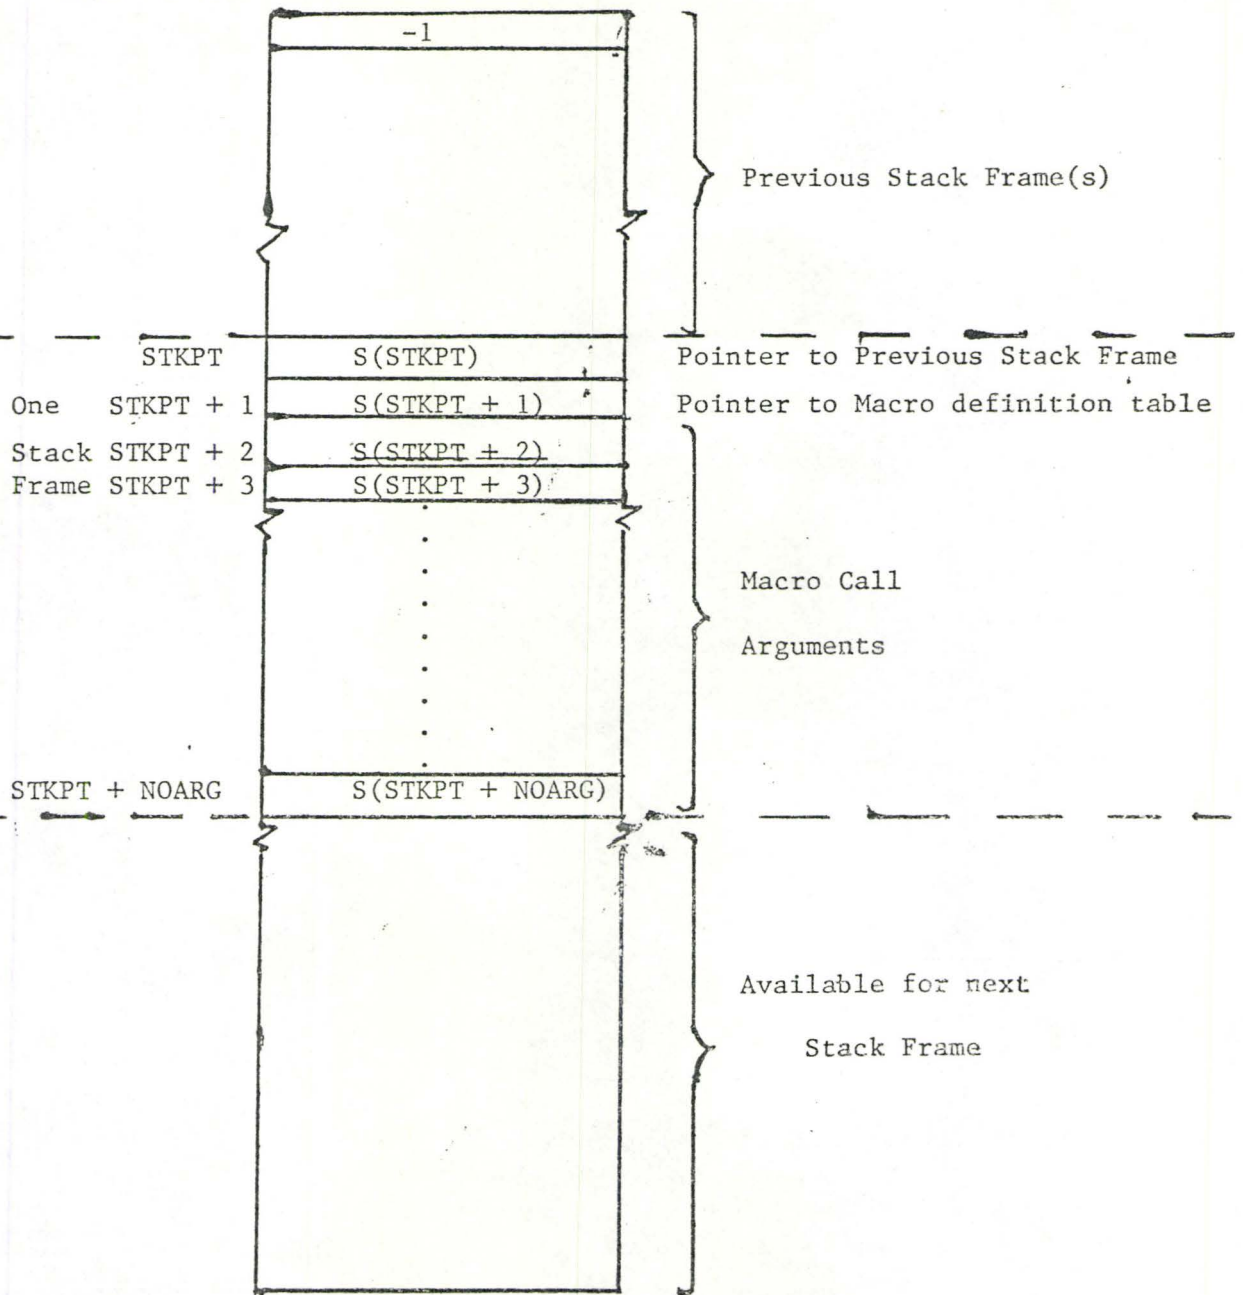 -1
Previous Stack Frame(s)
STKPT S(STKPT) Pointer to Previous Stack Frame
One STKPT + 1 S(STKPT + 1) Pointer to Macro definition table
Stack STKPT + 2 S(STKPT + 2)
Frame STKPT + 3 S(STKPT + 3)
Macro Call
Arguments
STKPT + NOARG S(STKPT + NOARG)
Available for next
Stack Frame